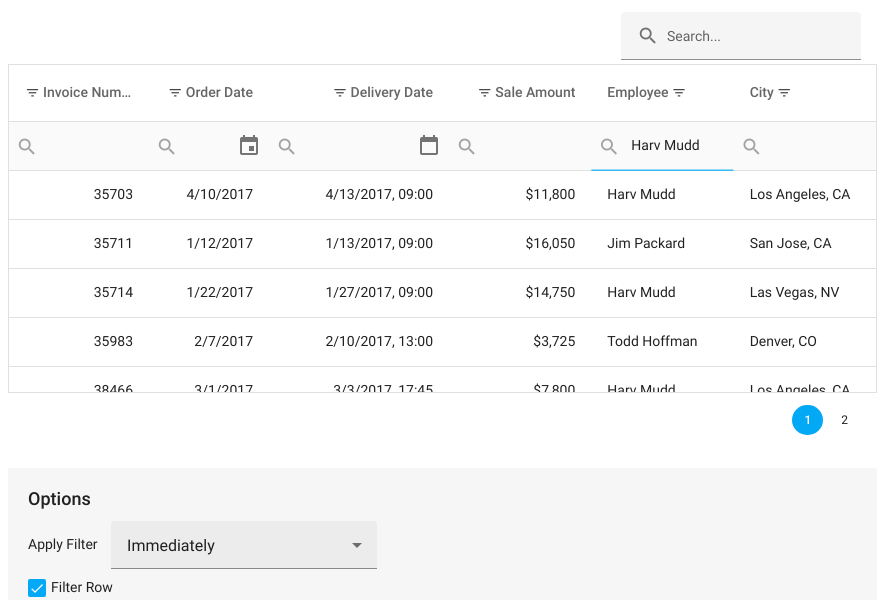 Search...
Invoice Num... Order Date Delivery Date Sale Amount Employee City
Harv Mudd
35703 4/10/2017 4/13/2017, 09:00 $11,800 Harv Mudd Los Angeles, CA
35711 1/12/2017 1/13/2017, 09:00 $16,050 Jim Packard San Jose, CA
35714 1/22/2017 1/27/2017, 09:00 $14,750 Harv Mudd Las Vegas, NV
35983 2/7/2017 2/10/2017, 13:00 $3,725 Todd Hoffman Denver, CO
38466 3/1/2017 3/3/2017, 17:45 $7,800 Harv Mudd Los Angeles, CA
1 2
Options
Apply Filter Immediately
Filter Row